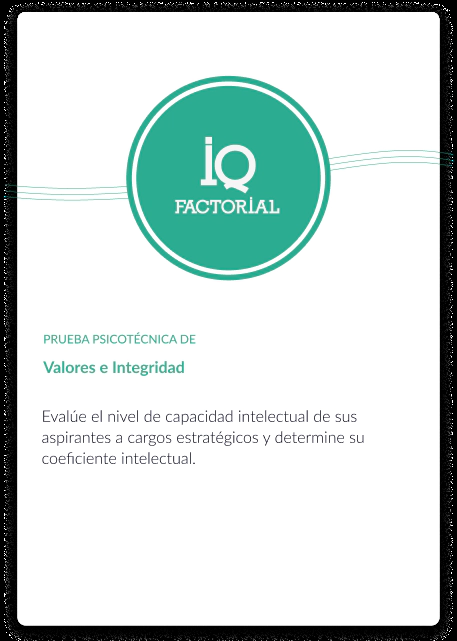 iQ
FACTORiAL
PRUEBA PSICOTÉCNICA DE
Valores e Integridad
Evalúe el nivel de capacidad intelectual de sus
aspirantes a cargos estratégicos y determine su
coeficiente intelectual.